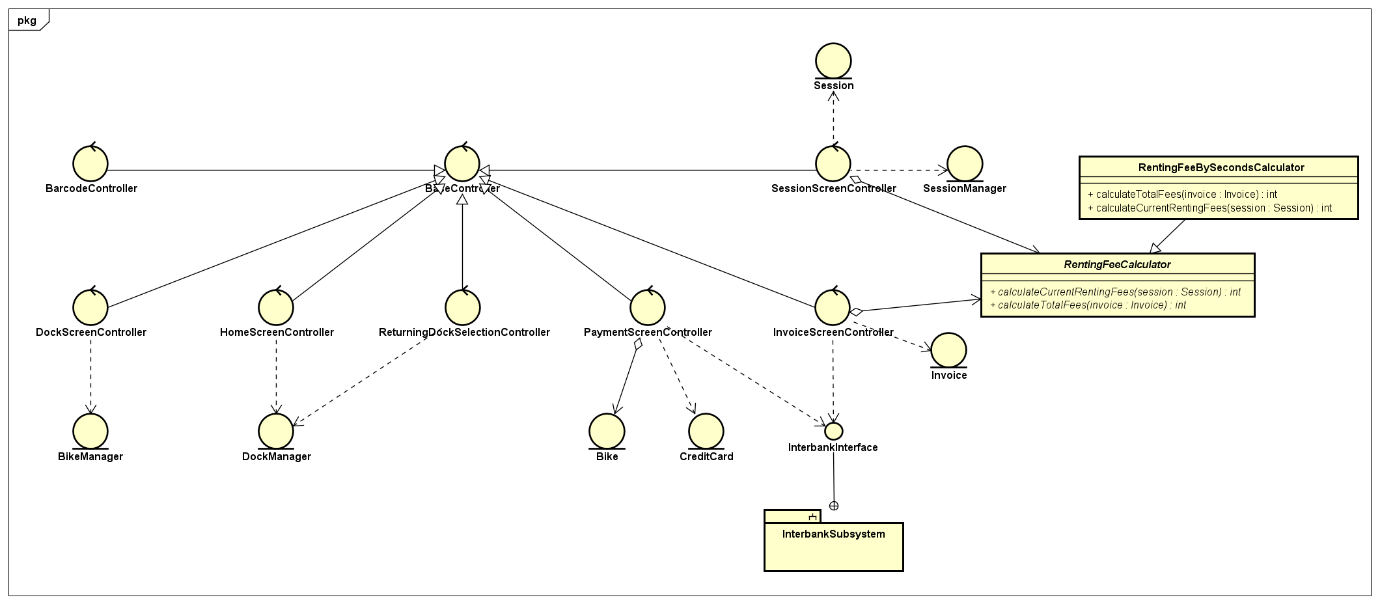 pkg
Session
BarcodeController
BaseController
SessionScreenController
SessionManager
RentingFeeBySecondsCalculator
+ calculateTotalFees(invoice : Invoice) : int
+ calculateCurrentRentingFees(session : Session) : int
RentingFeeCalculator
+ calculateCurrentRentingFees(session : Session) : int
+ calculateTotalFees(invoice : Invoice) : int
DockScreenController
HomeScreenController
ReturningDockSelectionController
PaymentScreenController
InvoiceScreenController
Invoice
BikeManager
DockManager
Bike
CreditCard
InterbankInterface
InterbankSubsystem